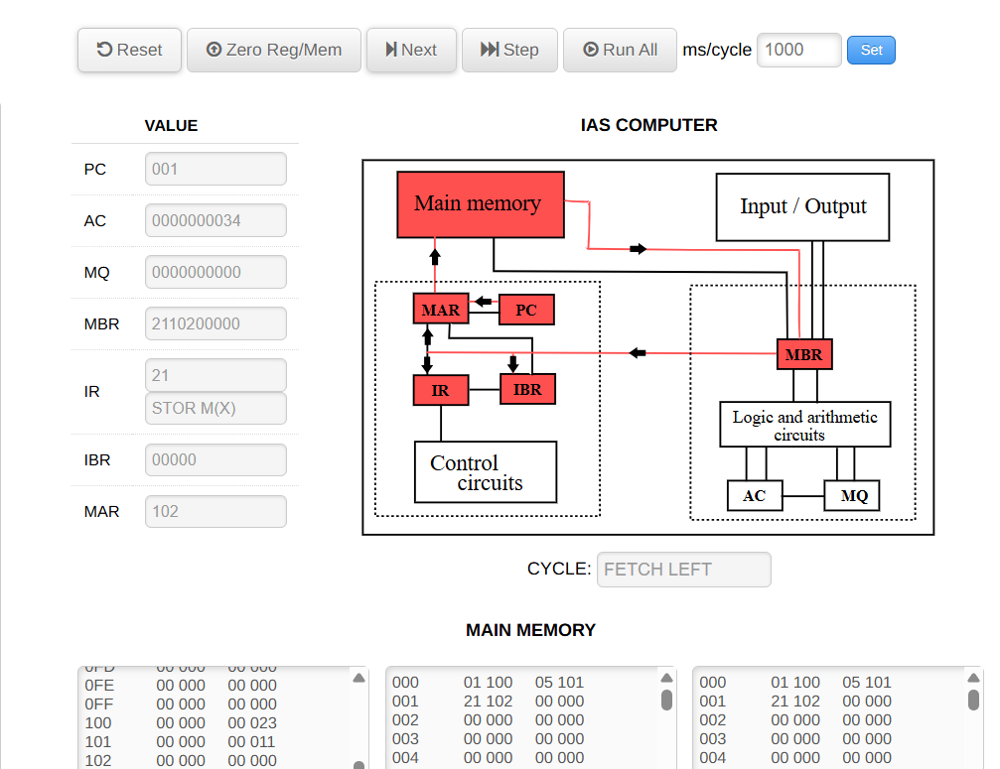 Reset Zero Reg/Mem Next Step Run All ms/cycle 1000 Set
VALUE
PC 001
AC 0000000034
MQ 0000000000
MBR 2110200000
IR 21
STOR M(X)
IBR 00000
MAR 102
IAS COMPUTER
Main memory
Input / Output
MAR
PC
MBR
IR
IBR
Logic and arithmetic
circuits
Control
circuits
AC
MQ
CYCLE: FETCH LEFT
MAIN MEMORY
0FD 00 000 00 000
0FE 00 000 00 000
0FF 00 000 00 000
100 00 000 00 023
101 00 000 00 011
102 00 000 00 000
000 01 100 05 101
001 21 102 00 000
002 00 000 00 000
003 00 000 00 000
004 00 000 00 000
000 01 100 05 101
001 21 102 00 000
002 00 000 00 000
003 00 000 00 000
004 00 000 00 000